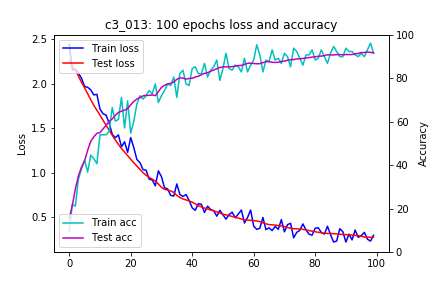 c3_013: 100 epochs loss and accuracy
Train loss
Test loss
Train acc
Test acc
Loss
Accuracy
2.5
2.0
1.5
1.0
0.5
100
80
60
40
20
0
0
20
40
60
80
100